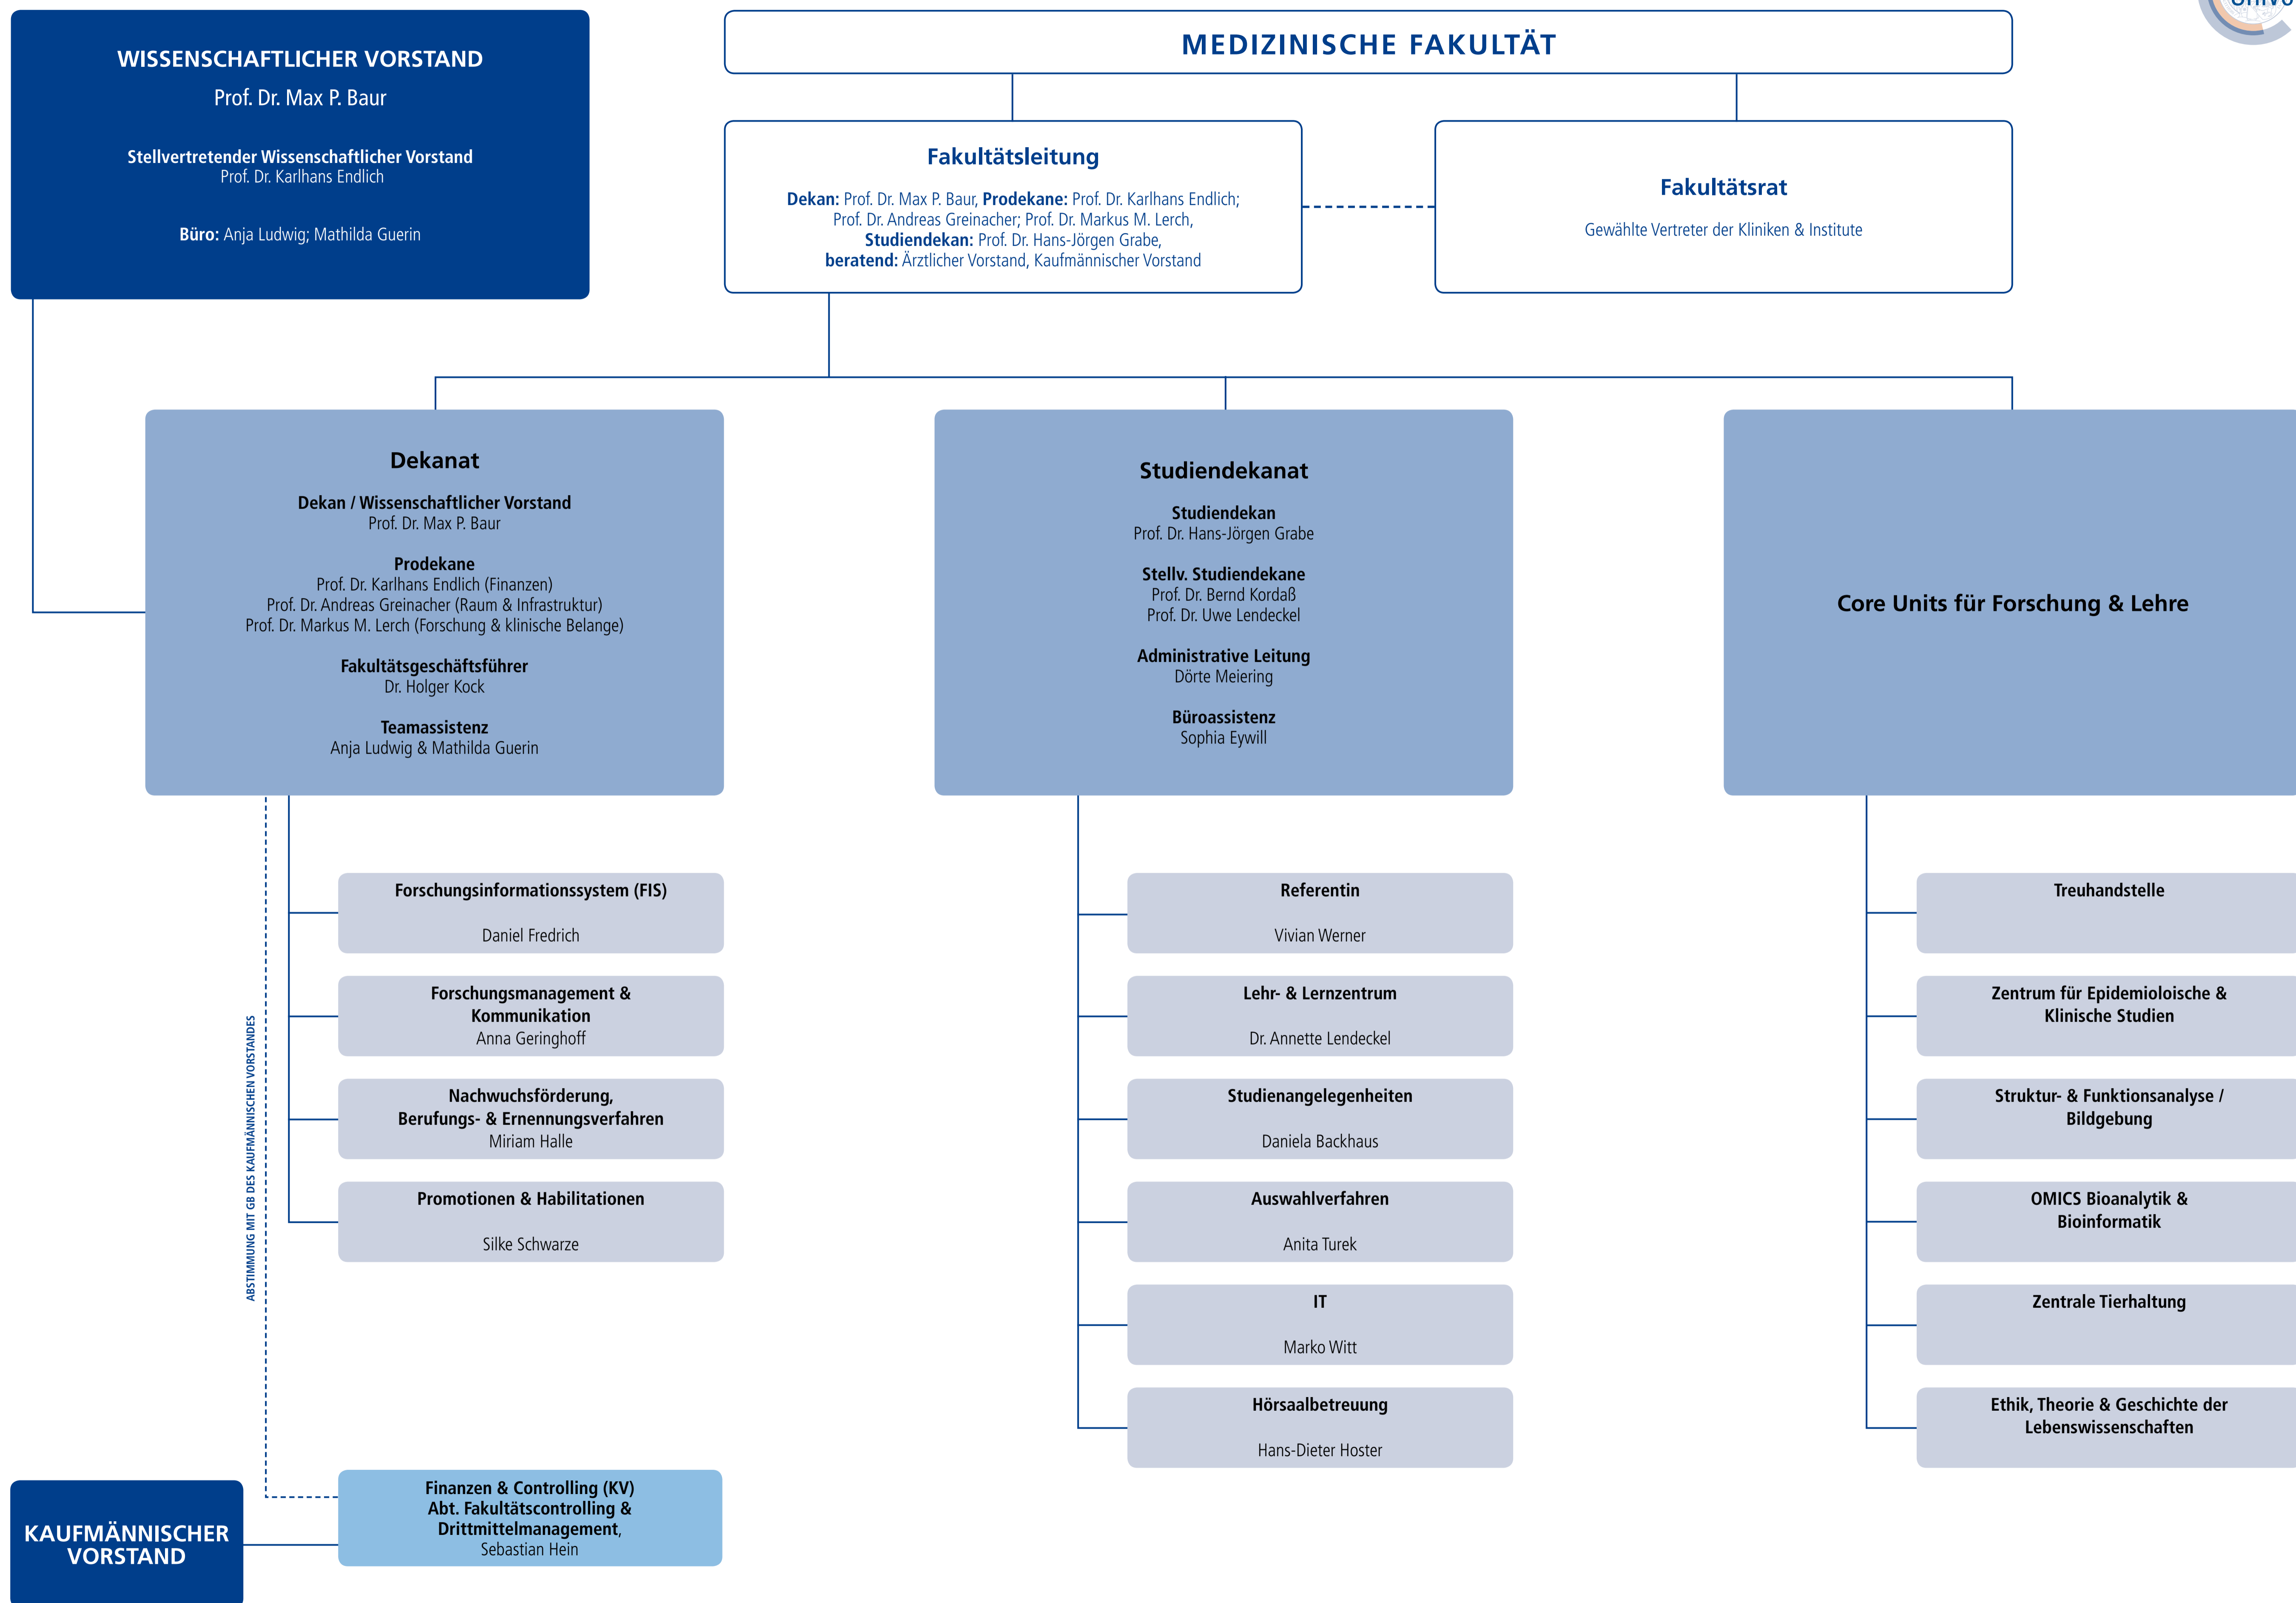 WISSENSCHAFTLICHER VORSTAND
Prof. Dr. Max P. Baur
Stellvertretender Wissenschaftlicher Vorstand
Prof. Dr. Karlhans Endlich
Büro: Anja Ludwig; Mathilda Guerin
MEDIZINISCHE FAKULTÄT
Fakultätsleitung
Dekan: Prof. Dr. Max P. Baur, Prodekane: Prof. Dr. Karlhans Endlich;
Prof. Dr. Andreas Greinacher; Prof. Dr. Markus M. Lerch,
Studiendekan: Prof. Dr. Hans-Jörgen Grabe,
beratend: Ärztlicher Vorstand, Kaufmännischer Vorstand
Fakultätsrat
Gewählte Vertreter der Kliniken & Institute
Dekanat
Dekan / Wissenschaftlicher Vorstand
Prof. Dr. Max P. Baur
Prodekane
Prof. Dr. Karlhans Endlich (Finanzen)
Prof. Dr. Andreas Greinacher (Raum & Infrastruktur)
Prof. Dr. Markus M. Lerch (Forschung & klinische Belange)
Fakultätsgeschäftsführer
Dr. Holger Kock
Teamassistenz
Anja Ludwig & Mathilda Guerin
Studiendekanat
Studiendekan
Prof. Dr. Hans-Jörgen Grabe
Stellv. Studiendekane
Prof. Dr. Bernd Kordaß
Prof. Dr. Uwe Lendeckel
Administrative Leitung
Dörte Meiering
Büroassistenz
Sophia Eywill
Core Units für Forschung & Lehre
ABSTIMMUNG MIT GB DES KAUFMÄNNISCHEN VORSTANDES
Forschungsinformationssystem (FIS)
Daniel Fredrich
Forschungsmanagement &
Kommunikation
Anna Geringhoff
Nachwuchsförderung,
Berufungs- & Ernennungsverfahren
Miriam Halle
Promotionen & Habilitationen
Silke Schwarze
Referentin
Vivian Werner
Lehr- & Lernzentrum
Dr. Annette Lendeckel
Studienangelegenheiten
Daniela Backhaus
Auswahlverfahren
Anita Turek
IT
Marko Witt
Hörsaalbetreuung
Hans-Dieter Hoster
Treuhandstelle
Zentrum für Epidemioloische &
Klinische Studien
Struktur- & Funktionsanalyse /
Bildgebung
OMICS Bioanalytik &
Bioinformatik
Zentrale Tierhaltung
Ethik, Theorie & Geschichte der
Lebenswissenschaften
KAUFMÄNNISCHER
VORSTAND
Finanzen & Controlling (KV)
Abt. Fakultätscontrolling &
Drittmittelmanagement,
Sebastian Hein